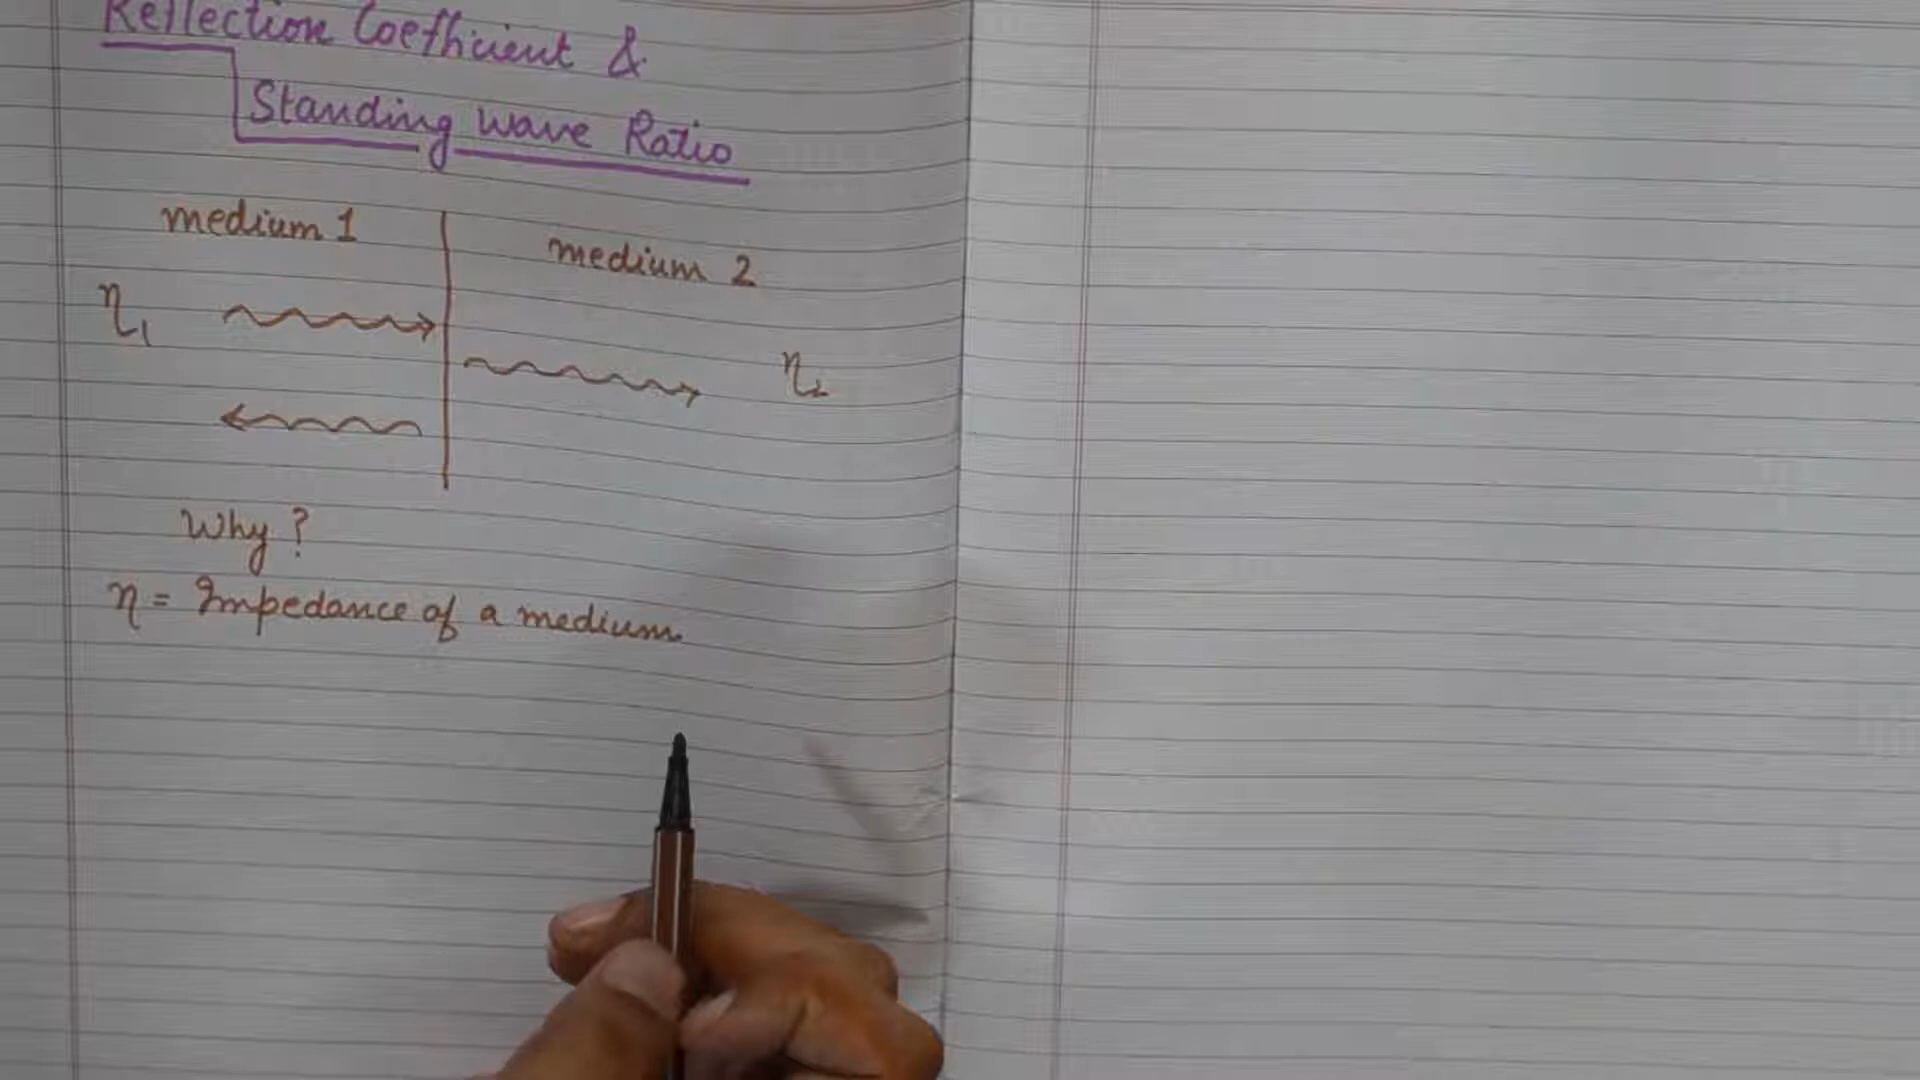 Reflection Coefficient &
Standing wave Ratio
medium 1
medium 2
η₁
η₂
Why ?
η = Impedance of a medium.